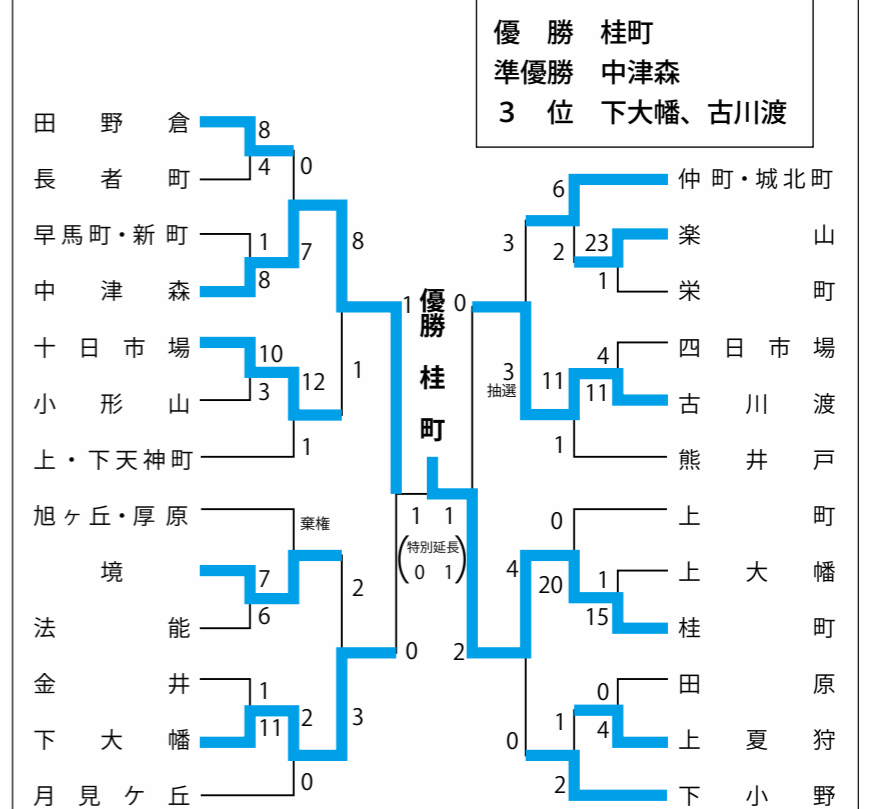 優　勝　桂町
準優勝　中津森
３　位　下大幡、古川渡
田野倉
8
4
長者町
0
早馬町・新町
1
8
中津森
7
8
十日市場
10
3
小形山
12
1
上・下天神町
1
旭ヶ丘・厚原
棄権
境
7
6
法能
2
金井
1
11
下大幡
2
3
月見ケ丘
0
1
0
優勝　桂　町
0
2
1　1
(特別延長)
0　1
仲町・城北町
6
3
2
楽山
23
1
栄町
四日市場
4
11
古川渡
11
3
抽選
1
熊井戸
上町
0
4
20
上大幡
1
15
桂町
田原
0
4
上夏狩
1
0
2
下小野